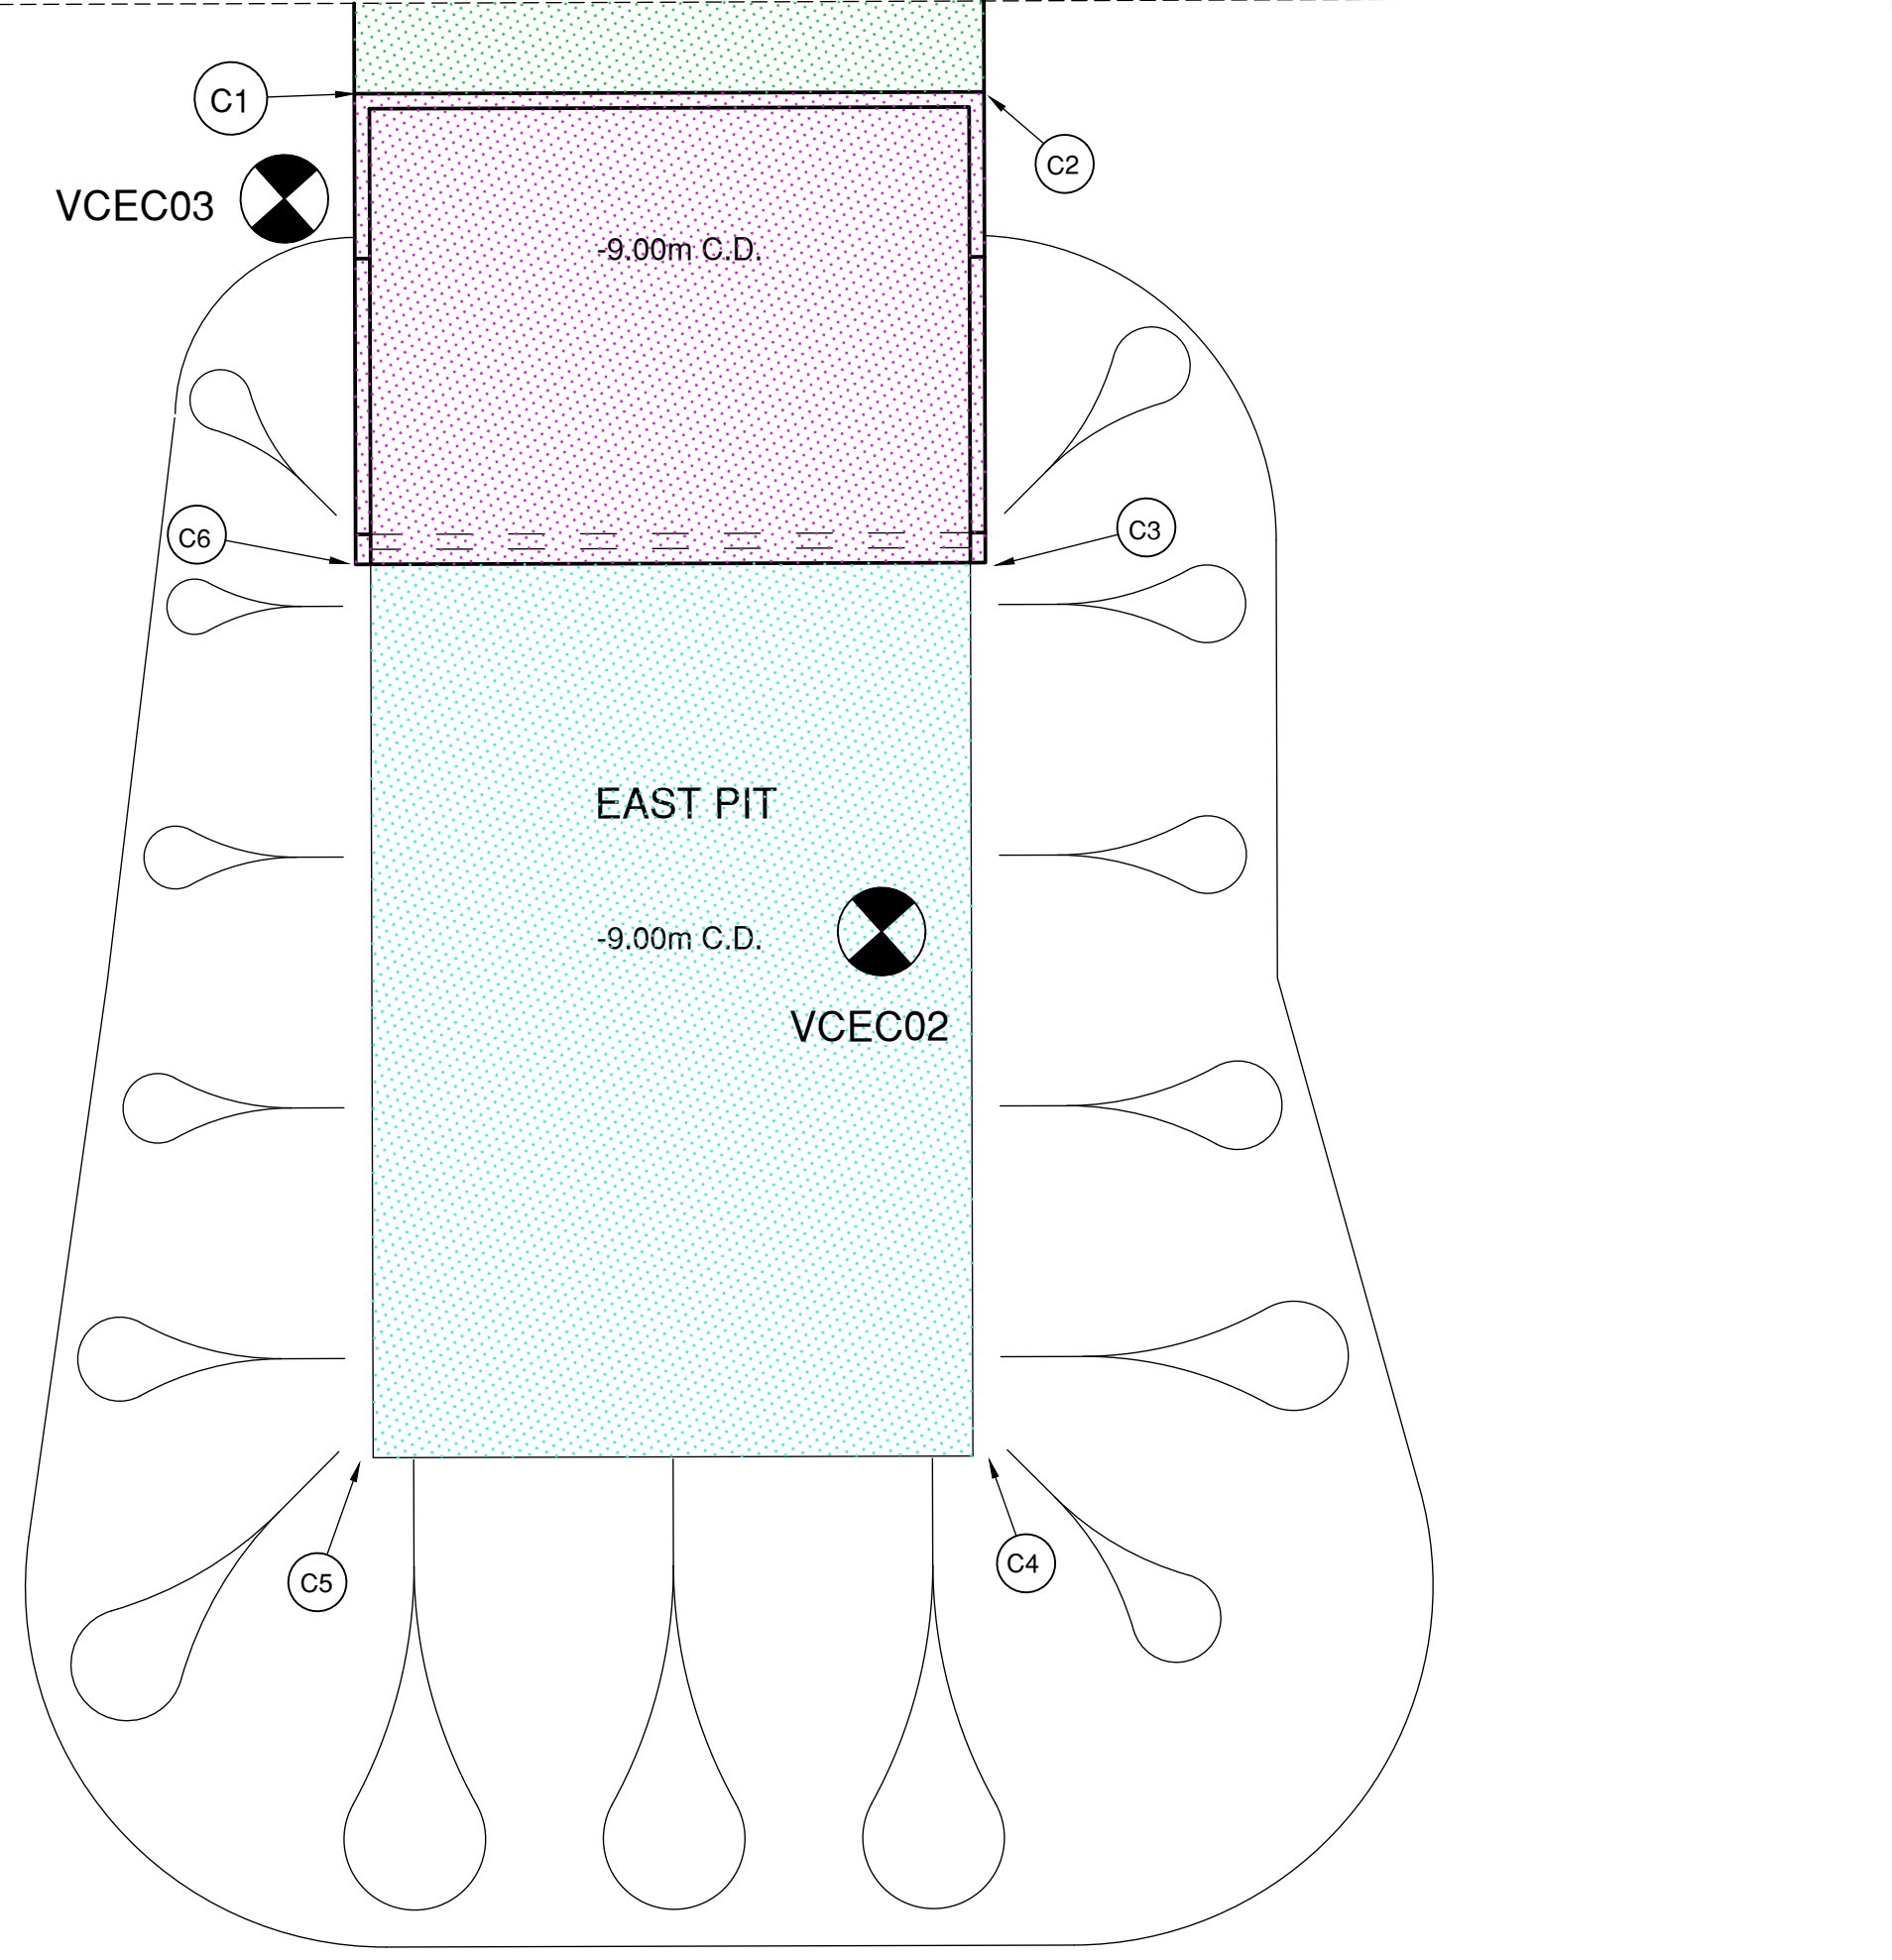 C1
C2
VCEC03
-9.00m C.D.
C6
C3
EAST PIT
-9.00m C.D.
VCEC02
C5
C4